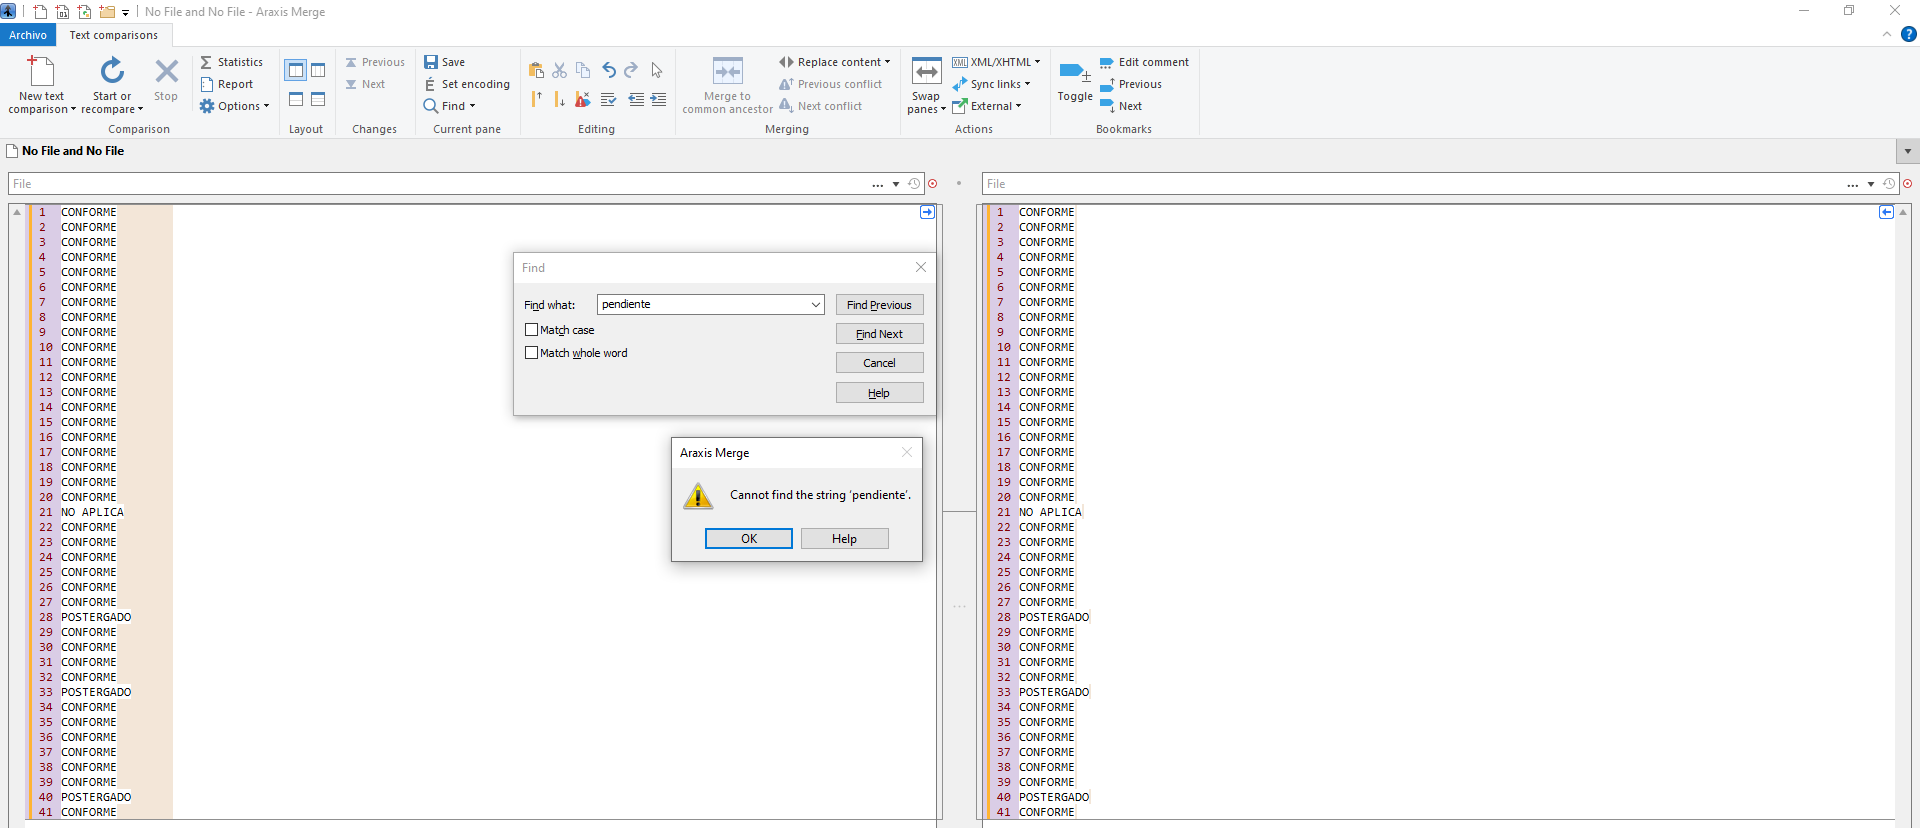 No File and No File - Araxis Merge
Archivo
Text comparisons
New text comparison
Start or recompare
Stop
Statistics
Report
Options
Comparison
Layout
Previous
Next
Changes
Save
Set encoding
Find
Current pane
Editing
Merge to common ancestor
Replace content
Previous conflict
Next conflict
Merging
Swap panes
XML/XHTML
Sync links
External
Actions
Toggle
Edit comment
Previous
Next
Bookmarks
No File and No File
File
File
1 CONFORME
2 CONFORME
3 CONFORME
4 CONFORME
5 CONFORME
6 CONFORME
7 CONFORME
8 CONFORME
9 CONFORME
10 CONFORME
11 CONFORME
12 CONFORME
13 CONFORME
14 CONFORME
15 CONFORME
16 CONFORME
17 CONFORME
18 CONFORME
19 CONFORME
20 CONFORME
21 NO APLICA
22 CONFORME
23 CONFORME
24 CONFORME
25 CONFORME
26 CONFORME
27 CONFORME
28 POSTERGADO
29 CONFORME
30 CONFORME
31 CONFORME
32 CONFORME
33 POSTERGADO
34 CONFORME
35 CONFORME
36 CONFORME
37 CONFORME
38 CONFORME
39 CONFORME
40 POSTERGADO
41 CONFORME
Find
Find what: pendiente
Match case
Match whole word
Find Previous
Find Next
Cancel
Help
Araxis Merge
Cannot find the string 'pendiente'.
OK
Help
1 CONFORME
2 CONFORME
3 CONFORME
4 CONFORME
5 CONFORME
6 CONFORME
7 CONFORME
8 CONFORME
9 CONFORME
10 CONFORME
11 CONFORME
12 CONFORME
13 CONFORME
14 CONFORME
15 CONFORME
16 CONFORME
17 CONFORME
18 CONFORME
19 CONFORME
20 CONFORME
21 NO APLICA
22 CONFORME
23 CONFORME
24 CONFORME
25 CONFORME
26 CONFORME
27 CONFORME
28 POSTERGADO
29 CONFORME
30 CONFORME
31 CONFORME
32 CONFORME
33 POSTERGADO
34 CONFORME
35 CONFORME
36 CONFORME
37 CONFORME
38 CONFORME
39 CONFORME
40 POSTERGADO
41 CONFORME